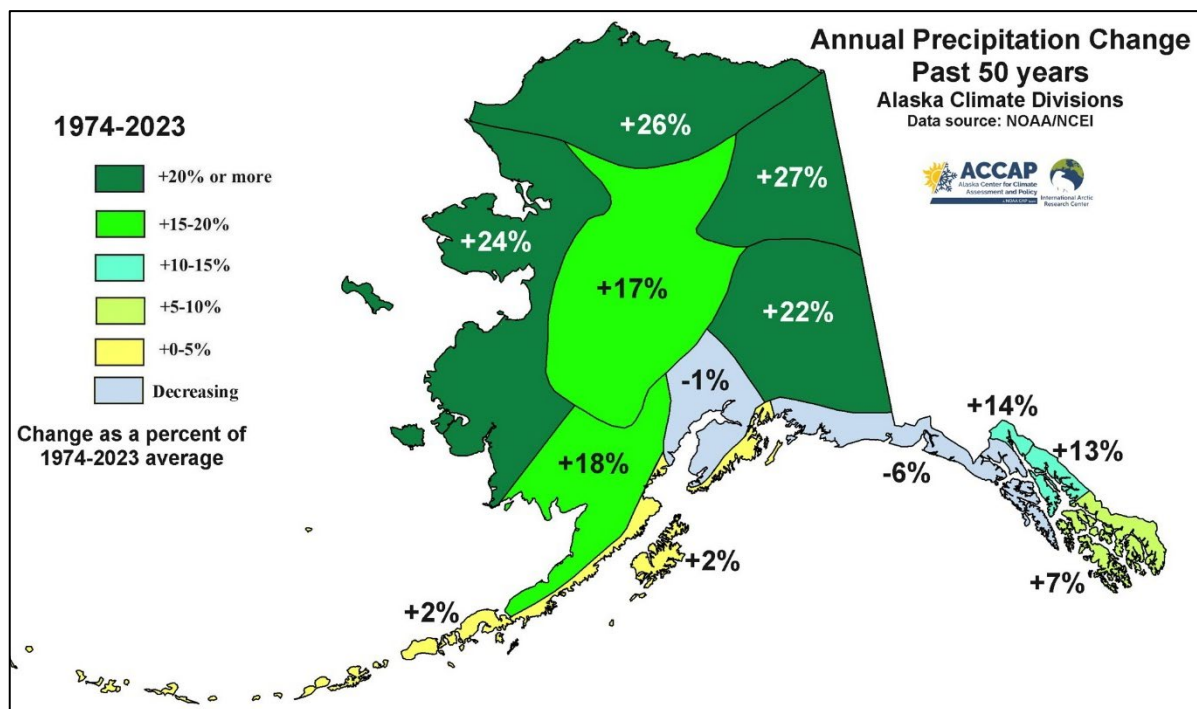 Annual Precipitation Change
Past 50 years
Alaska Climate Divisions
Data source: NOAA/NCEI
ACCAP
Alaska Center for Climate
Assessment and Policy
International Arctic
Research Center
1974-2023
+20% or more
+15-20%
+10-15%
+5-10%
+0-5%
Decreasing
Change as a percent of
1974-2023 average
+26%
+27%
+24%
+17%
+22%
-1%
+14%
+13%
+18%
-6%
+2%
+7%
+2%